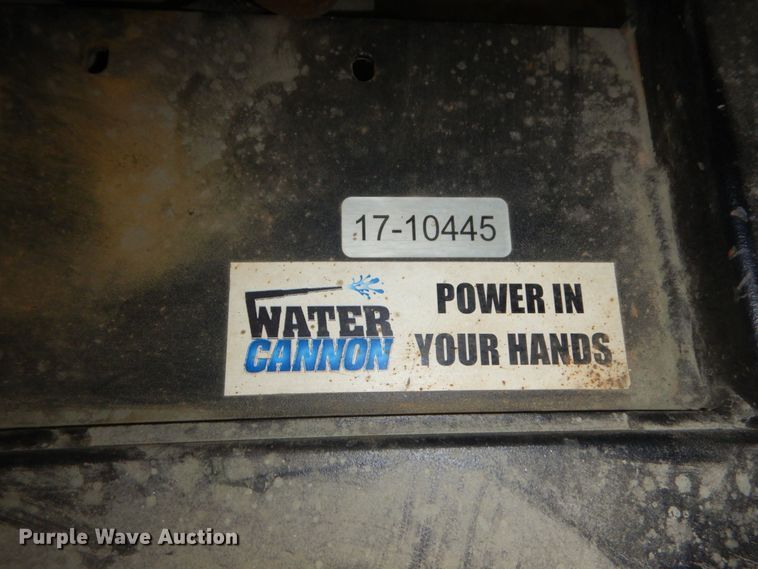 17-10445
WATER
CANNON
POWER IN
YOUR HANDS
Purple Wave Auction